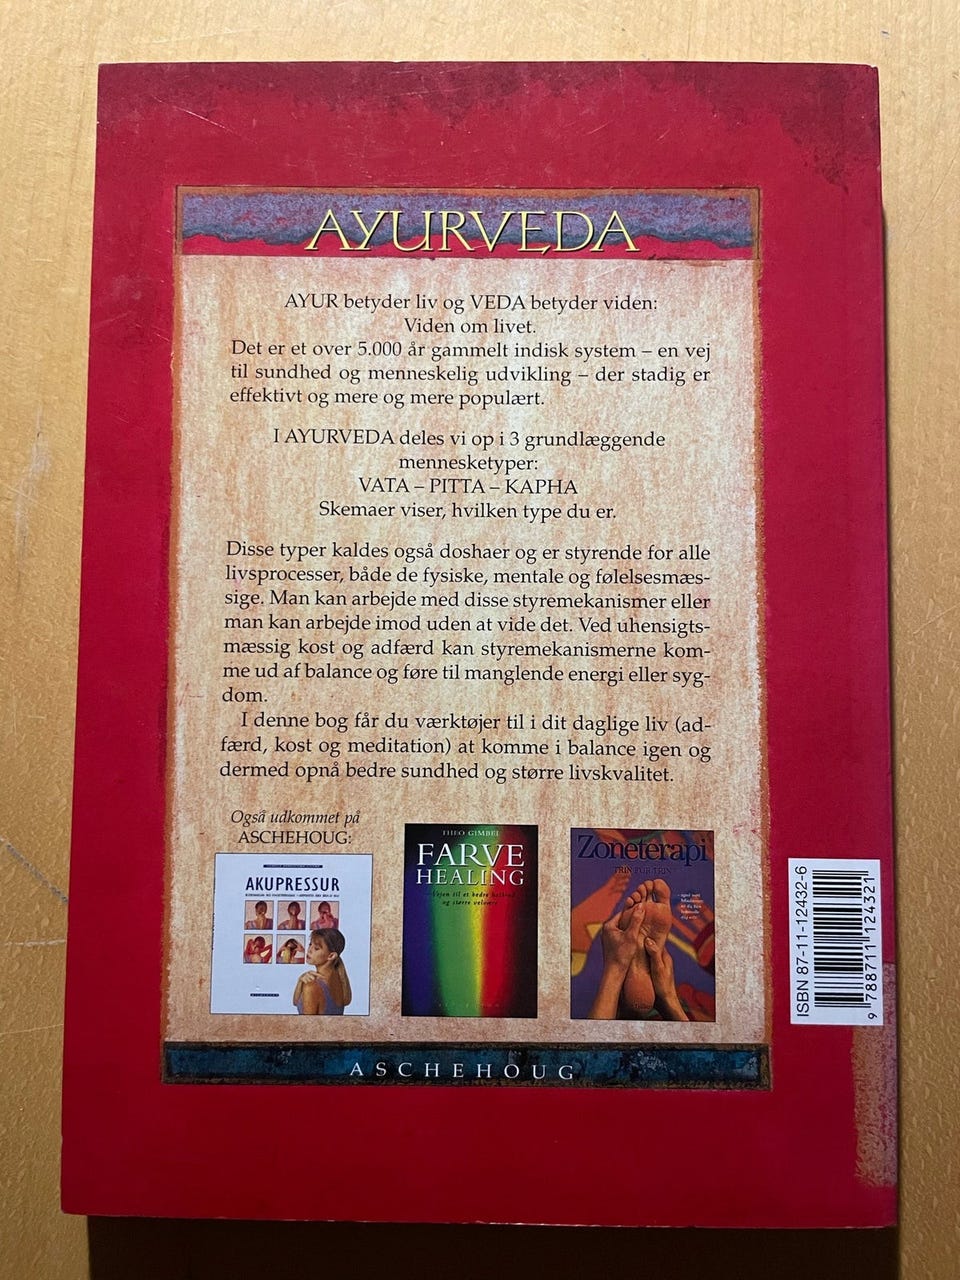 AYURVEDA
AYUR betyder liv og VEDA betyder viden:
Viden om livet.
Det er et over 5.000 år gammelt indisk system – en vej
til sundhed og menneskelig udvikling – der stadig er
effektivt og mere og mere populært.
I AYURVEDA deles vi op i 3 grundlæggende
mennesketyper:
VATA – PITTA – KAPHA
Skemaer viser, hvilken type du er.
Disse typer kaldes også doshaer og er styrende for alle
livsprocesser, både de fysiske, mentale og følelsesmæs-
sige. Man kan arbejde med disse styremekanismer eller
man kan arbejde imod uden at vide det. Ved uhensigts-
mæssig kost og adfærd kan styremekanismerne kom-
me ud af balance og føre til manglende energi eller syg-
dom.
I denne bog får du værktøjer til i dit daglige liv (ad-
færd, kost og meditation) at komme i balance igen og
dermed opnå bedre sundhed og større livskvalitet.
Også udkommet på
ASCHEHOUG:
AKUPRESSUR
THEO GIMBEL
FARVE
HEALING
Vejen til et bedre helbred
og større velvære
Zoneterapi
TRIN FOR TRIN
ISBN 87-11-12432-6
9 788711 124321
ASCHEHOUG